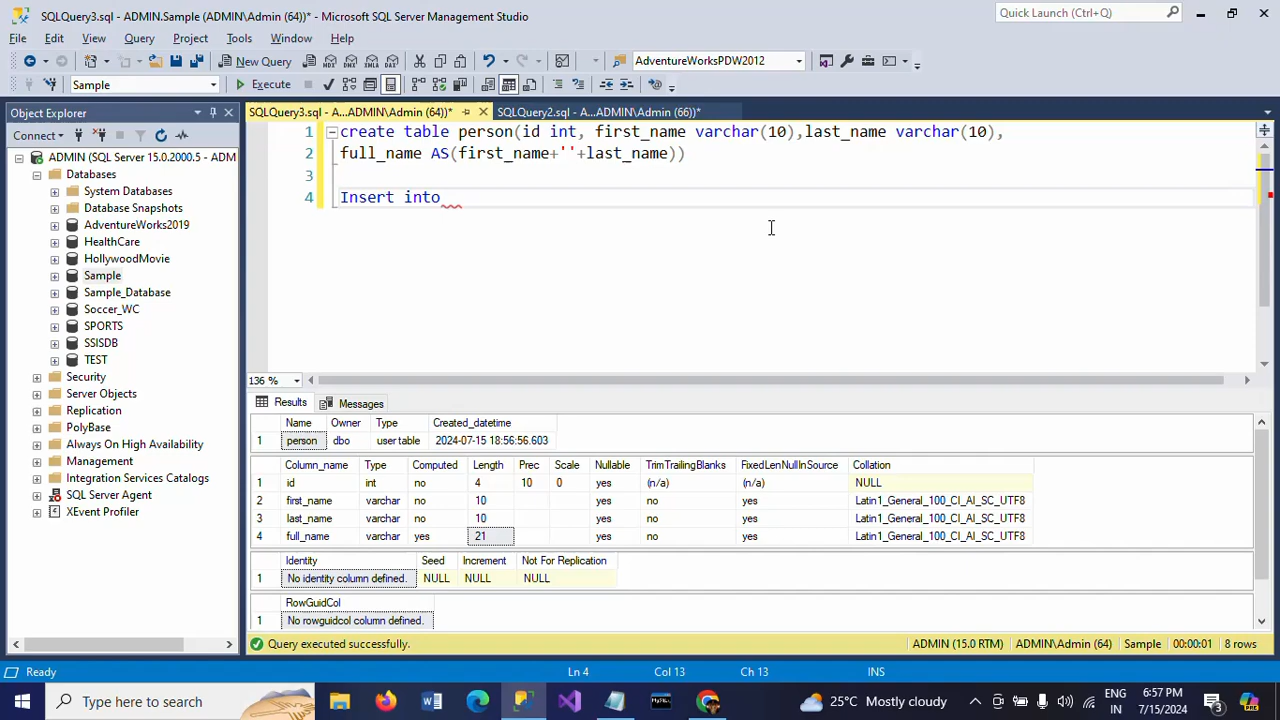 SQLQuery3.sql - ADMIN.Sample (ADMIN\Admin (64))* - Microsoft SQL Server Management Studio
Quick Launch (Ctrl+Q)
File Edit View Query Project Tools Window Help
New Query
MDX DMX XMLA DAX
AdventureWorksPDW2012
Sample
Execute
Object Explorer
Connect
ADMIN (SQL Server 15.0.2000.5 - ADM
Databases
System Databases
Database Snapshots
AdventureWorks2019
HealthCare
HollywoodMovie
Sample
Sample_Database
Soccer_WC
SPORTS
SSISDB
TEST
Security
Server Objects
Replication
PolyBase
Always On High Availability
Management
Integration Services Catalogs
SQL Server Agent
XEvent Profiler
SQLQuery3.sql - A...ADMIN\Admin (64))* SQLQuery2.sql - A...ADMIN\Admin (66))*
1 create table person(id int, first_name varchar(10),last_name varchar(10),
2 full_name AS(first_name+''+last_name))
3
4 Insert into
136 %
Results Messages
Name Owner Type Created_datetime
1 person dbo user table 2024-07-15 18:56:56.603
Column_name Type Computed Length Prec Scale Nullable TrimTrailingBlanks FixedLenNullInSource Collation
1 id int no 4 10 0 yes (n/a) (n/a) NULL
2 first_name varchar no 10 yes no yes Latin1_General_100_CI_AI_SC_UTF8
3 last_name varchar no 10 yes no yes Latin1_General_100_CI_AI_SC_UTF8
4 full_name varchar yes 21 yes no yes Latin1_General_100_CI_AI_SC_UTF8
Identity Seed Increment Not For Replication
1 No identity column defined. NULL NULL NULL
RowGuidCol
1 No rowguidcol column defined.
Query executed successfully. ADMIN (15.0 RTM) ADMIN\Admin (64) Sample 00:00:01 8 rows
Ready Ln 4 Col 13 Ch 13 INS
Type here to search
25°C Mostly cloudy
ENG
IN
6:57 PM
7/15/2024
3